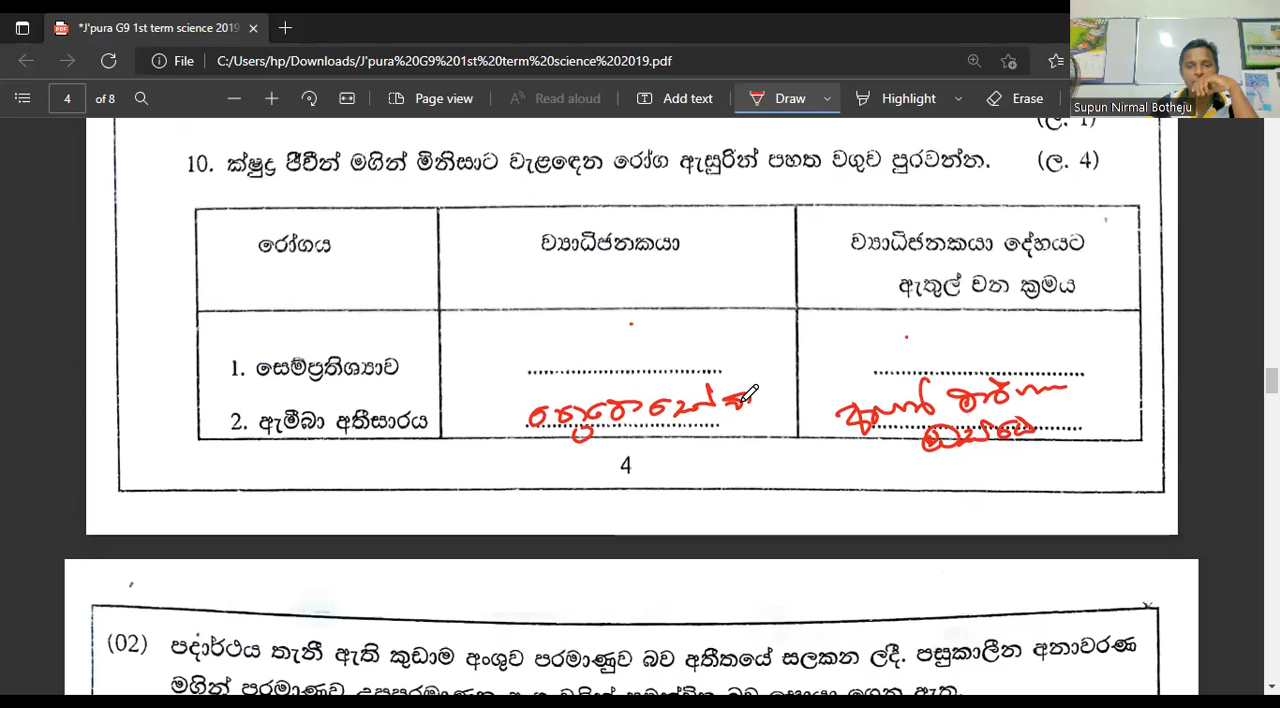 *J'pura G9 1st term science 2019
File C:/Users/hp/Downloads/J'pura%20G9%201st%20term%20science%202019.pdf
4 of 8 Page view Read aloud Add text Draw Highlight Erase
Supun Nirmal Botheju
(ල. 1)
10. ක්ෂුද්‍ර ජීවීන් මගින් මිනිසාට වැළඳෙන රෝග ඇසුරින් පහත වගුව පුරවන්න. (ල. 4)
රෝගය ව්‍යාධිජනකයා ව්‍යාධිජනකයා දේහයට
ඇතුල් වන ක්‍රමය
1. සෙම්ප්‍රතිශ්‍යාව
2. ඇමීබා අතීසාරය
ආහාර මාර්ගය
4
(02) පදාර්ථය තැනී ඇති කුඩාම අංශුව පරමාණුව බව අතීතයේ සලකන ලදී. පසුකාලීන අනාවරණ